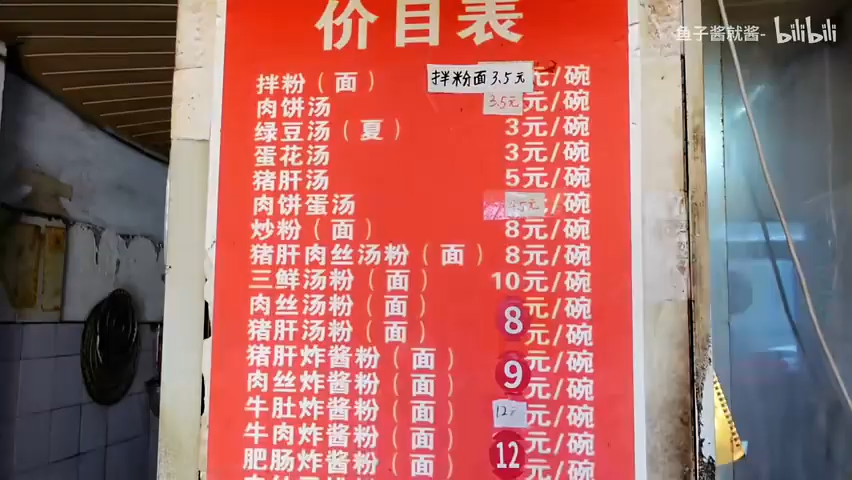 鱼子酱就酱- bilibili
价目表
拌粉（面） 拌粉面3.5元 元/碗
肉饼汤 3.5元 元/碗
绿豆汤（夏） 3元/碗
蛋花汤 3元/碗
猪肝汤 5元/碗
肉饼蛋汤 元/碗
炒粉（面） 8元/碗
猪肝肉丝汤粉（面） 8元/碗
三鲜汤粉（面） 10元/碗
肉丝汤粉（面） 8 元/碗
猪肝汤粉（面） 元/碗
猪肝炸酱粉（面） 9 元/碗
肉丝炸酱粉（面） 元/碗
牛肚炸酱粉（面） 12元 元/碗
牛肉炸酱粉（面） 12 元/碗
肥肠炸酱粉（面） 元/碗